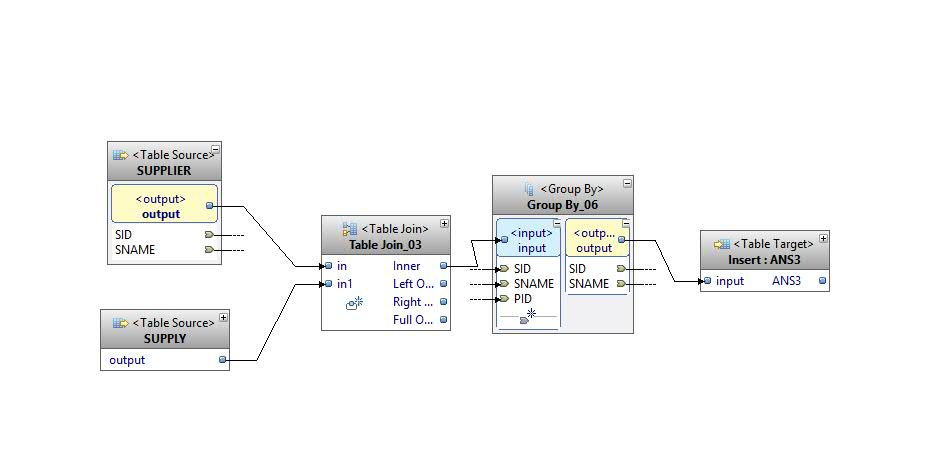 <Table Source>
SUPPLIER
<output>
output
SID
SNAME
<Table Source>
SUPPLY
output
<Table Join>
Table Join_03
in Inner
in1 Left O...
Right ...
Full O...
<Group By>
Group By_06
<input> <outp...
input output
SID SID
SNAME SNAME
PID
<Table Target>
Insert : ANS3
input ANS3